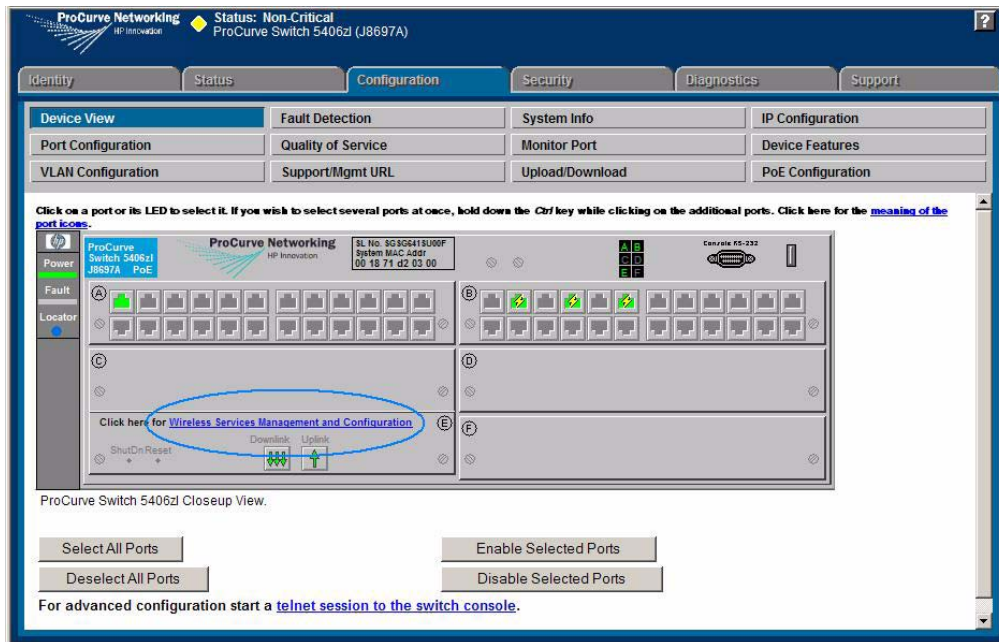 ProCurve Networking
HP Innovation
Status: Non-Critical
ProCurve Switch 5406zl (J8697A)
?
Identity
Status
Configuration
Security
Diagnostics
Support
Device View
Fault Detection
System Info
IP Configuration
Port Configuration
Quality of Service
Monitor Port
Device Features
VLAN Configuration
Support/Mgmt URL
Upload/Download
PoE Configuration
Click on a port or its LED to select it. If you wish to select several ports at once, hold down the Ctrl key while clicking on the additional ports. Click here for the meaning of the
port icons.
Power
Fault
Locator
ProCurve
Switch 5406zl
J8697A PoE
ProCurve Networking
HP Innovation
SL No. SG3G6413U00F
System MAC Addr
00 18 71 d2 03 00
A B
C D
E F
Console RS-232
A
B
C
D
Click here for Wireless Services Management and Configuration
E
F
ShutDn Reset
Downlink Uplink
ProCurve Switch 5406zl Closeup View.
Select All Ports
Enable Selected Ports
Deselect All Ports
Disable Selected Ports
For advanced configuration start a telnet session to the switch console.